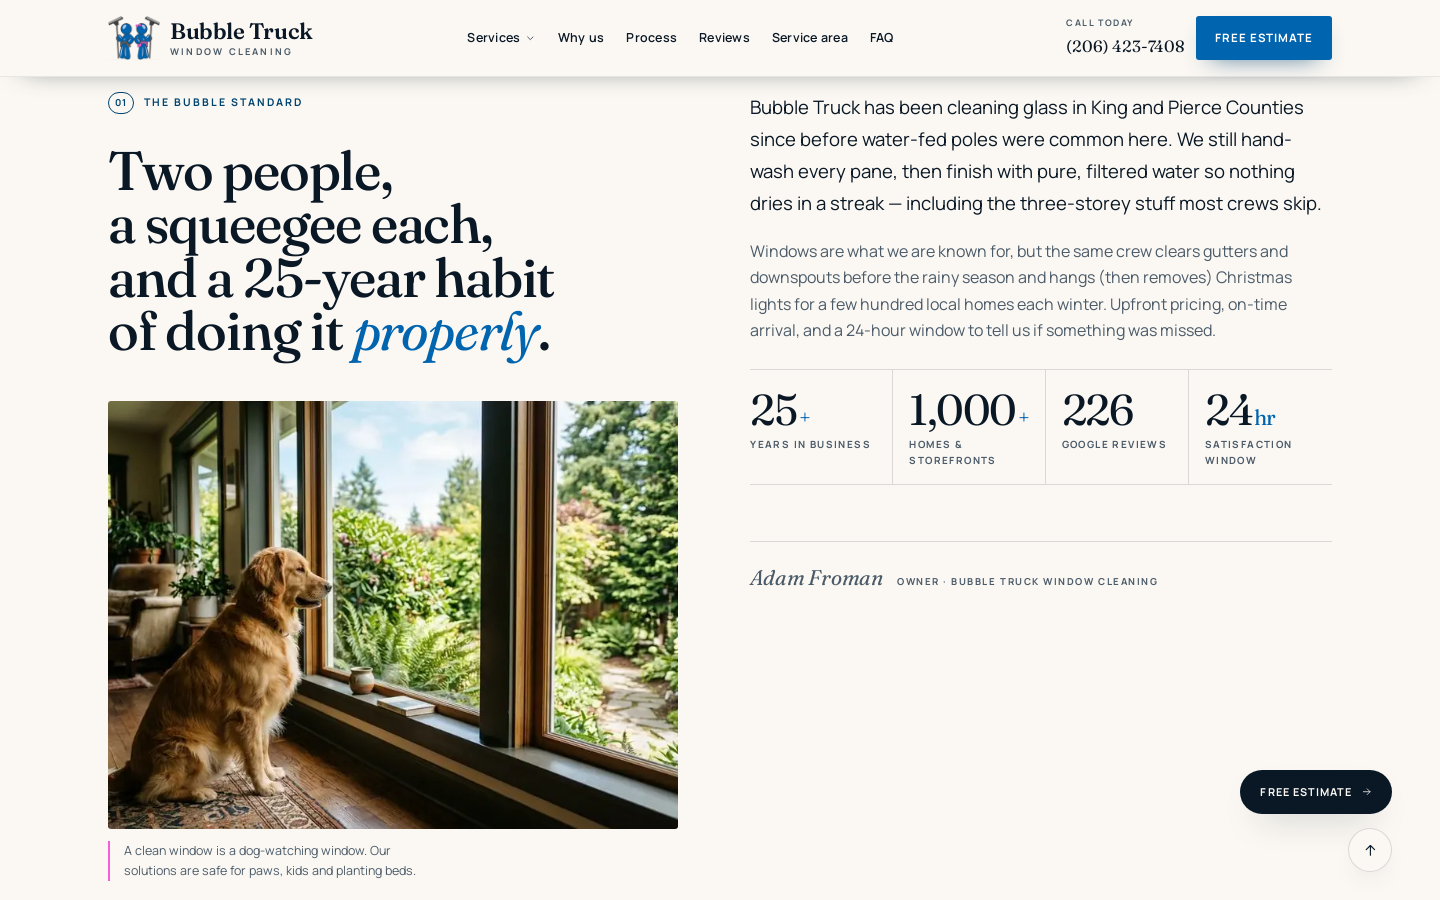 Bubble Truck
WINDOW CLEANING
Services
Why us
Process
Reviews
Service area
FAQ
CALL TODAY
(206) 423-7408
FREE ESTIMATE
01
THE BUBBLE STANDARD
Two people,
a squeegee each,
and a 25-year habit
of doing it properly.
A clean window is a dog-watching window. Our
solutions are safe for paws, kids and planting beds.
Bubble Truck has been cleaning glass in King and Pierce Counties
since before water-fed poles were common here. We still hand-
wash every pane, then finish with pure, filtered water so nothing
dries in a streak — including the three-storey stuff most crews skip.
Windows are what we are known for, but the same crew clears gutters and
downspouts before the rainy season and hangs (then removes) Christmas
lights for a few hundred local homes each winter. Upfront pricing, on-time
arrival, and a 24-hour window to tell us if something was missed.
25+
YEARS IN BUSINESS
1,000+
HOMES &
STOREFRONTS
226
GOOGLE REVIEWS
24hr
SATISFACTION
WINDOW
Adam Froman
OWNER · BUBBLE TRUCK WINDOW CLEANING
FREE ESTIMATE →
↑